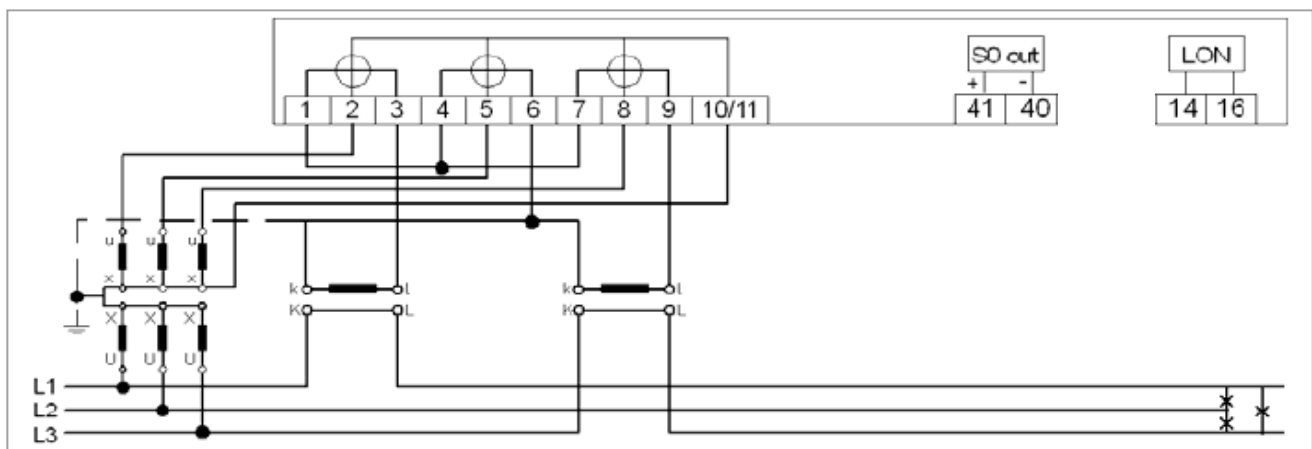 S0 out LON
+ -
1 2 3 4 5 6 7 8 9 10/11 41 40 14 16
u u u
x x x k l k l
X X X K L K L
U U U
L1
L2
L3